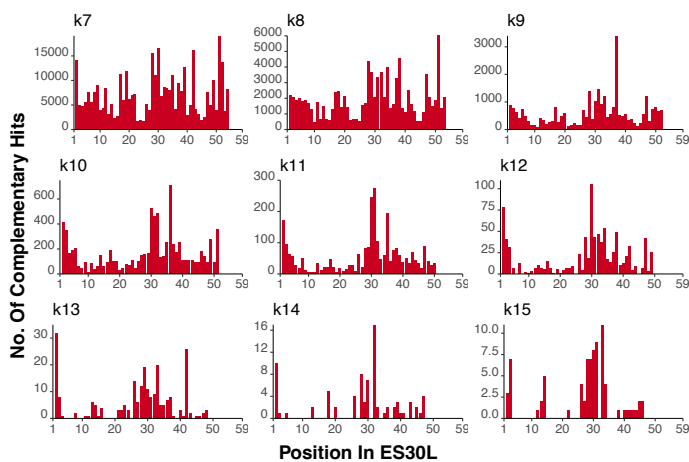 k7 k8 k9
15000 10000 5000 0
6000 5000 4000 3000 2000 1000 0
3000 2000 1000 0
1 10 20 30 40 50 59 1 10 20 30 40 50 59 1 10 20 30 40 50 59
No. Of Complementary Hits
k10 k11 k12
600 400 200 0
300 200 100 0
100 75 50 25 0
1 10 20 30 40 50 59 1 10 20 30 40 50 59 1 10 20 30 40 50 59
k13 k14 k15
30 20 10 0
16 12 8 4 0
10.0 7.5 5.0 2.5 0.0
1 10 20 30 40 50 59 1 10 20 30 40 50 59 1 10 20 30 40 50 59
Position In ES30L